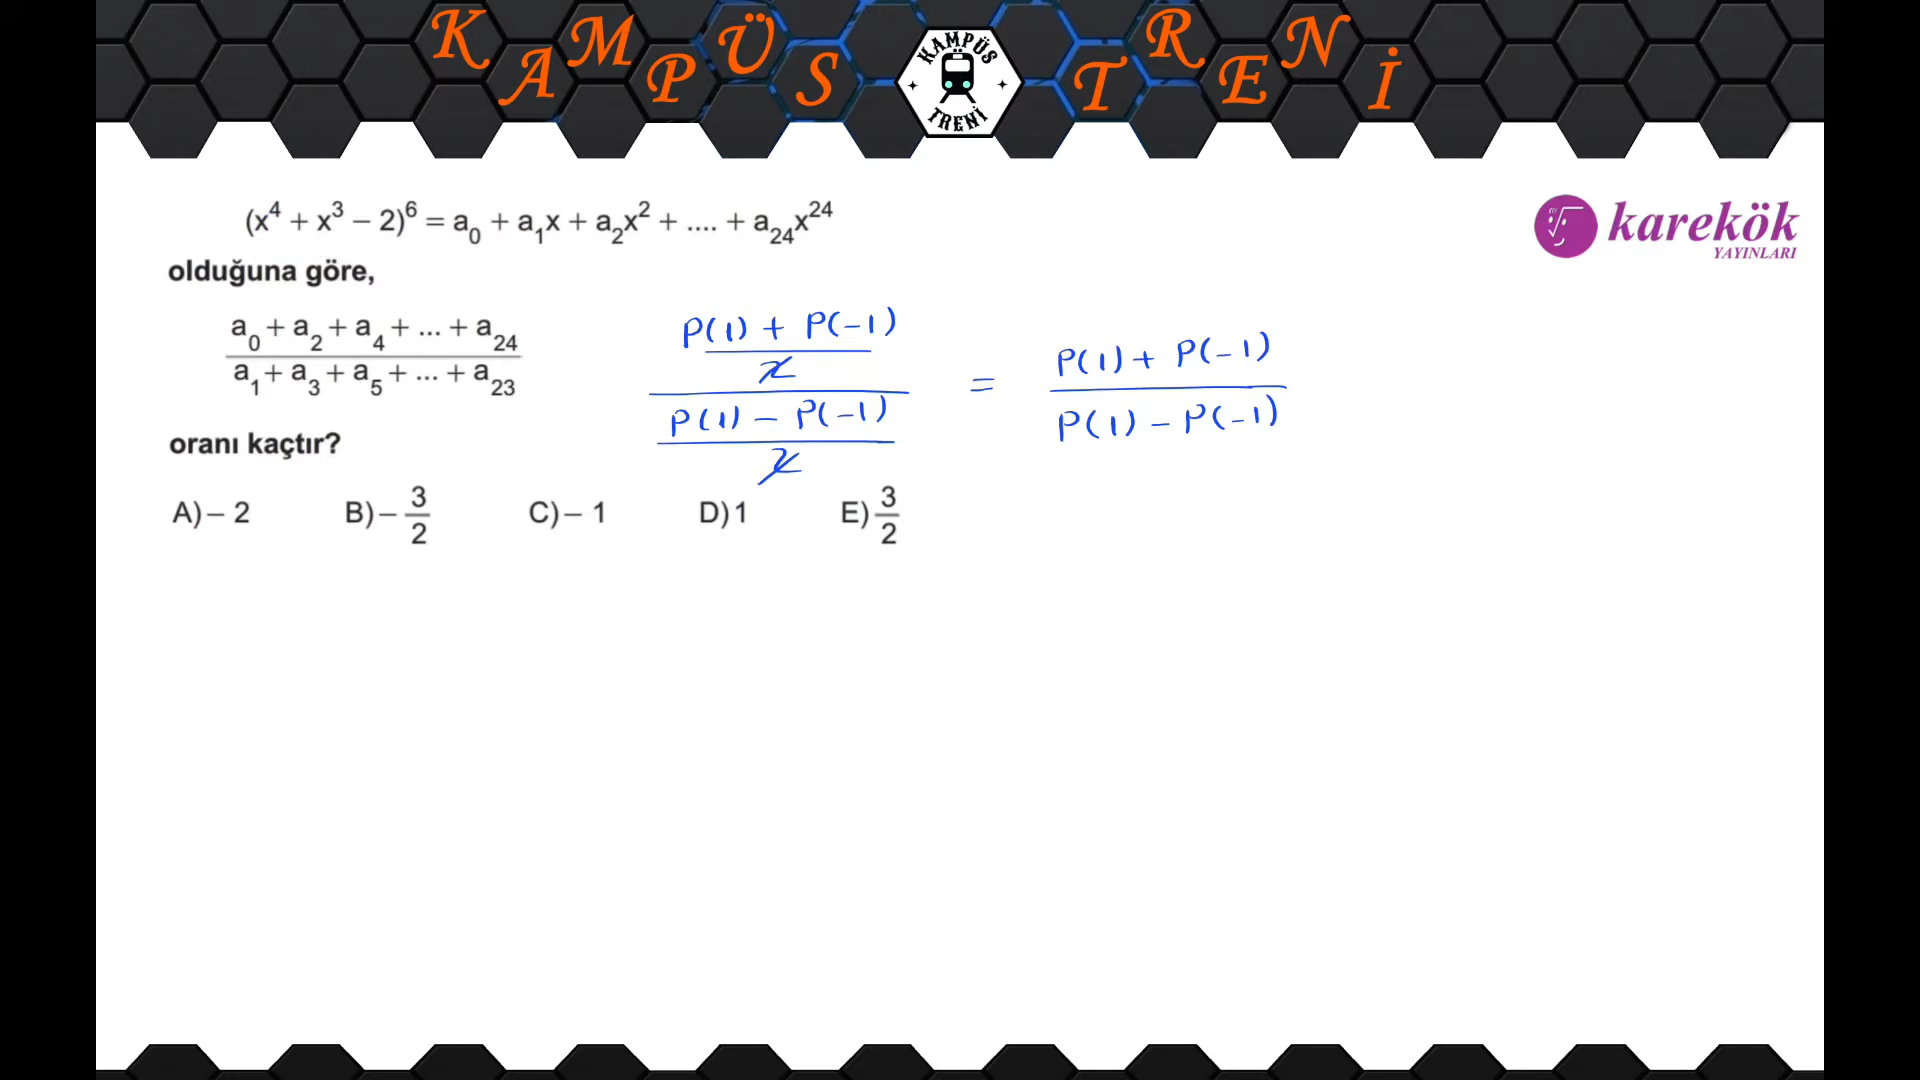 KAMPÜS TRENİ
KAMPÜS
TRENİ
karekök
YAYINLARI
(x⁴ + x³ – 2)⁶ = a₀ + a₁x + a₂x² + .... + a₂₄x²⁴
olduğuna göre,
a₀ + a₂ + a₄ + ... + a₂₄
a₁ + a₃ + a₅ + ... + a₂₃
oranı kaçtır?
P(1) + P(-1)
2
P(1) - P(-1)
2
=
P(1) + P(-1)
P(1) - P(-1)
A) – 2 B) – 3/2 C) – 1 D) 1 E) 3/2